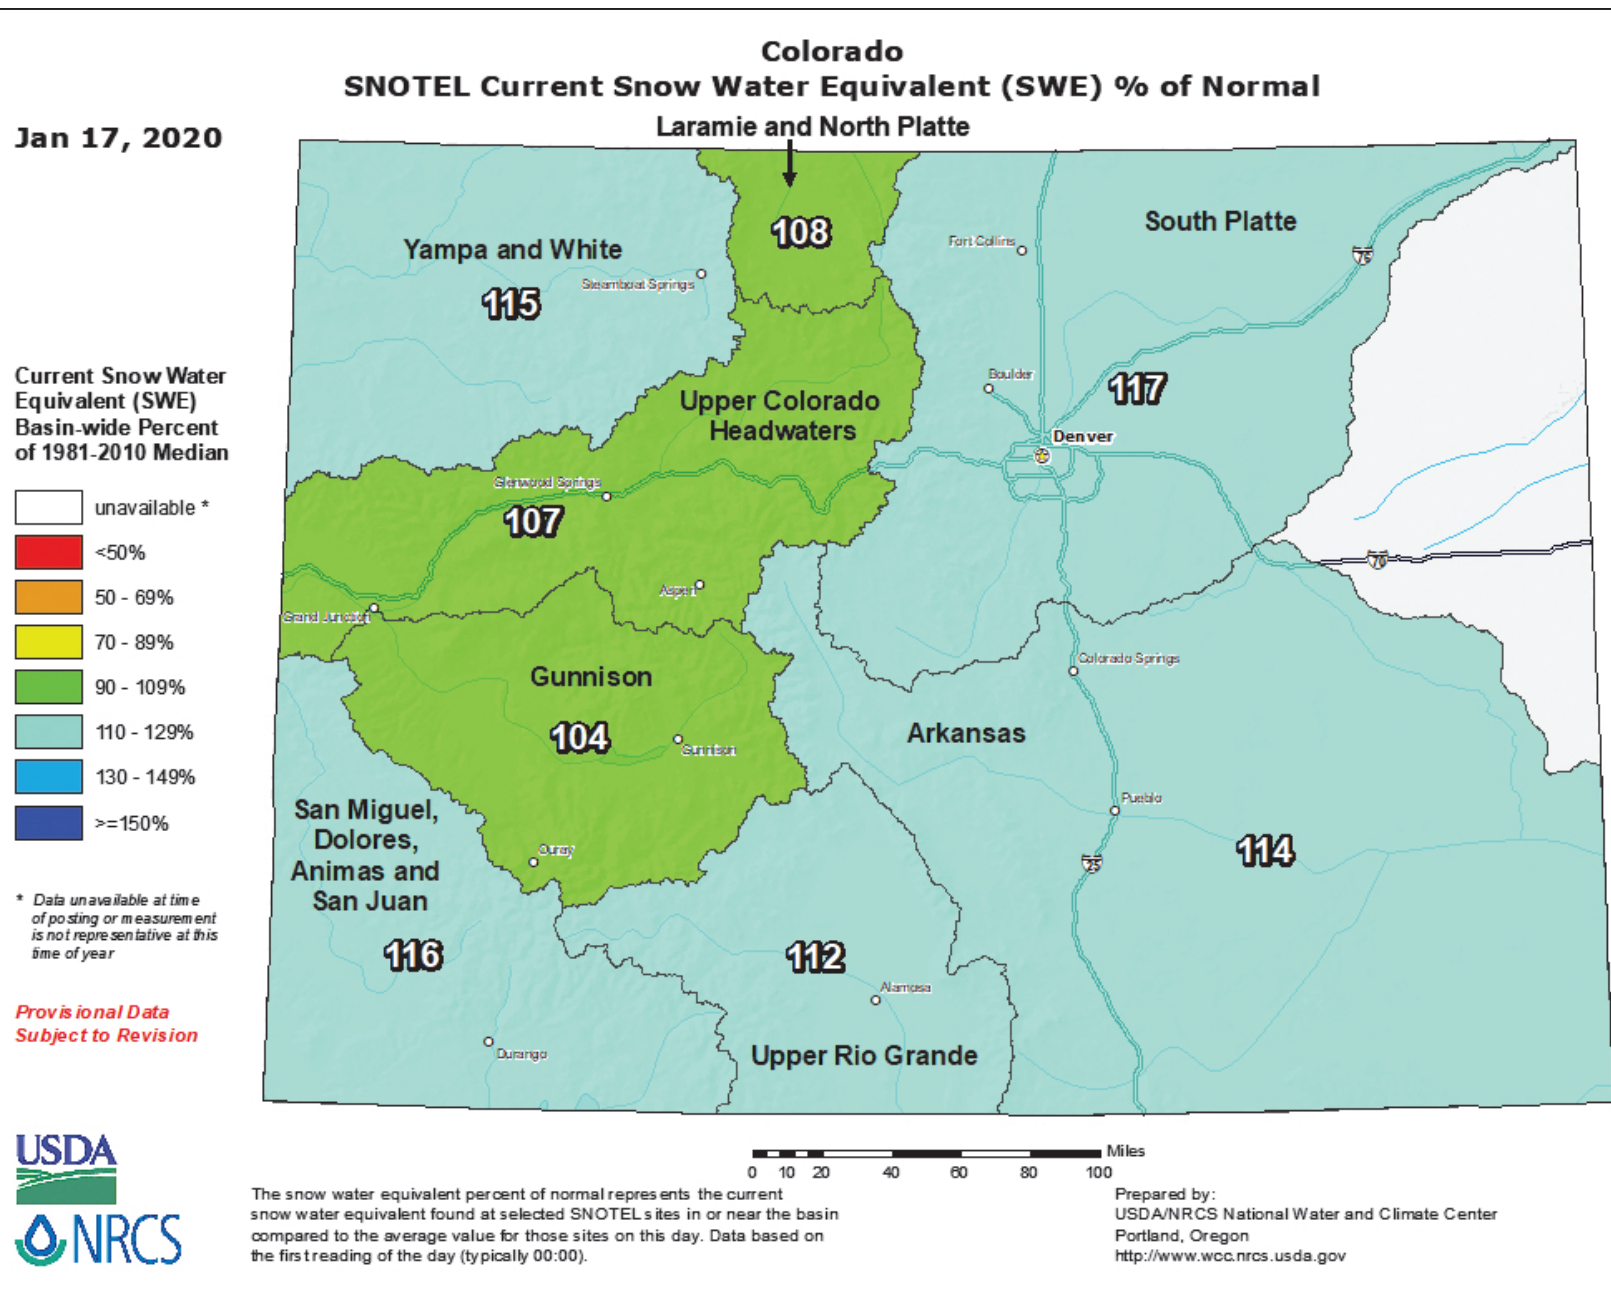 Colorado
SNOTEL Current Snow Water Equivalent (SWE) % of Normal
Jan 17, 2020
Laramie and North Platte
108
South Platte
Fort Collins
76
Yampa and White
Steamboat Springs
115
Current Snow Water
Equivalent (SWE)
Basin-wide Percent
of 1981-2010 Median
unavailable *
<50%
50 - 69%
70 - 89%
90 - 109%
110 - 129%
130 - 149%
>=150%
* Data unavailable at time
of posting or measurement
is not representative at this
time of year
Provisional Data
Subject to Revision
Boulder
117
Upper Colorado
Headwaters
Denver
Glenwood Springs
107
70
Aspen
Grand Junction
Colorado Springs
Gunnison
104
Gunnison
Arkansas
Pueblo
San Miguel,
Dolores,
Animas and
San Juan
116
Ouray
25
114
112
Alamosa
Durango
Upper Rio Grande
USDA
NRCS
Miles
0 10 20 40 60 80 100
The snow water equivalent percent of normal represents the current
snow water equivalent found at selected SNOTEL sites in or near the basin
compared to the average value for those sites on this day. Data based on
the first reading of the day (typically 00:00).
Prepared by:
USDA/NRCS National Water and Climate Center
Portland, Oregon
http://www.wcc.nrcs.usda.gov